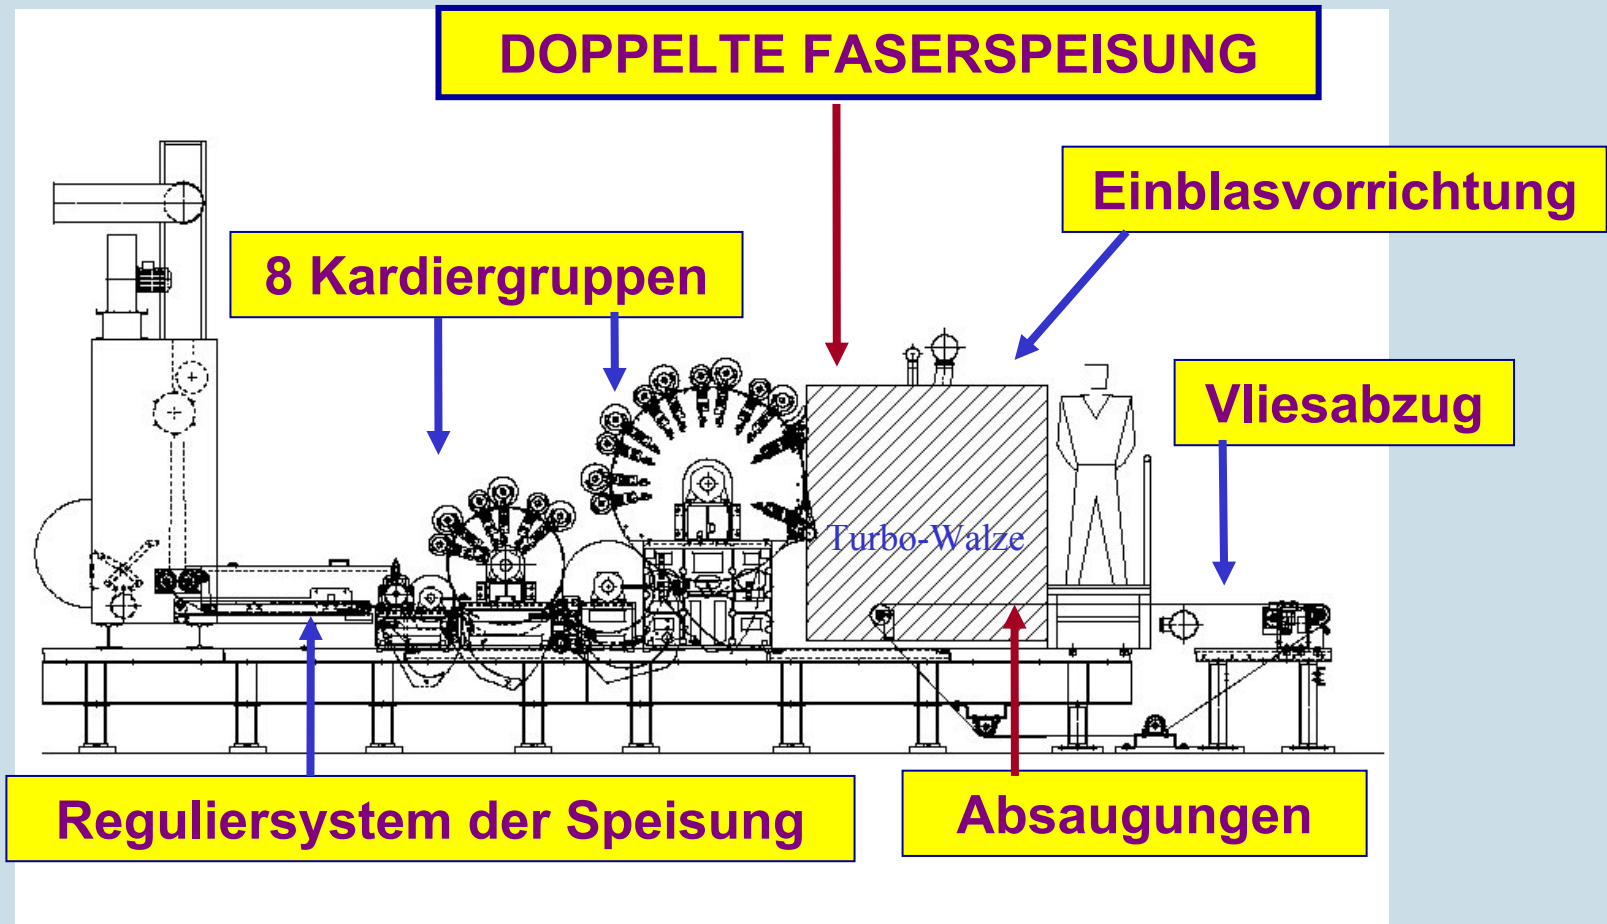 DOPPELTE FASERSPEISUNG
Einblasvorrichtung
8 Kardiergruppen
Vliesabzug
Turbo-Walze
Reguliersystem der Speisung
Absaugungen